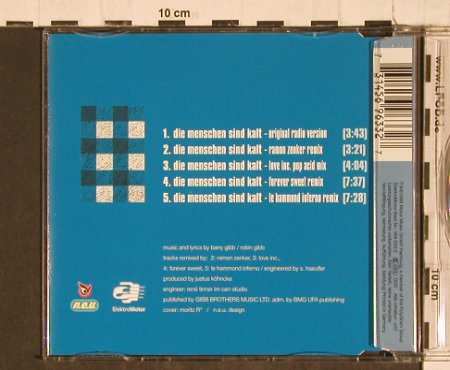 10 cm
1. die menschen sind kalt - original radio version [3:43]
2. die menschen sind kalt - ramon zenker remix [3:21]
3. die menschen sind kalt - love inc. pop acid mix [4:04]
4. die menschen sind kalt - forever sweet remix [7:37]
5. die menschen sind kalt - le hammond inferno remix [7:28]
music and lyrics by barry gibb / robin gibb
tracks remixed by: 2: ramon zenker, 3: love inc.,
4: forever sweet, 5: le hammond inferno / engineered by s. haeufler
produced by justus köhncke
engineer: rené tinner im can-studio
published by GIBB BROTHERS MUSIC LTD. adm. by BMG UFA publishing
cover: moritz R® / n.e.u. design
n.e.u.
ElektroMotor
10 cm